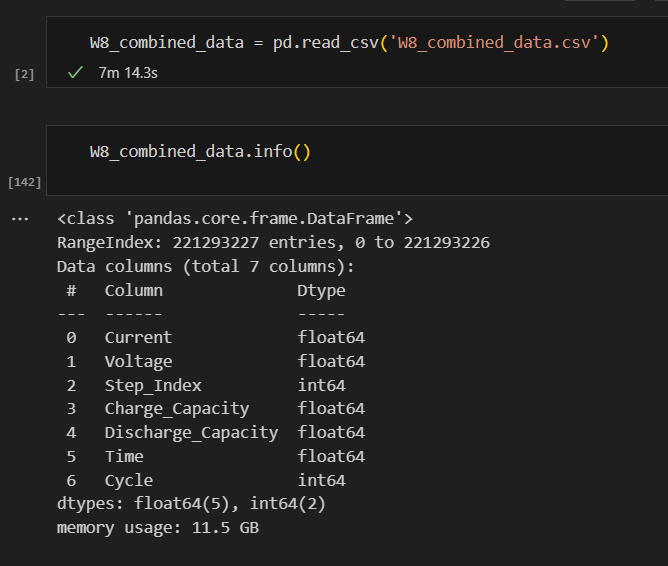 W8_combined_data = pd.read_csv('W8_combined_data.csv')
[2] ✓ 7m 14.3s
W8_combined_data.info()
[142]
... <class 'pandas.core.frame.DataFrame'>
RangeIndex: 221293227 entries, 0 to 221293226
Data columns (total 7 columns):
 #   Column              Dtype
---  ------              -----
 0   Current             float64
 1   Voltage             float64
 2   Step_Index          int64
 3   Charge_Capacity     float64
 4   Discharge_Capacity  float64
 5   Time                float64
 6   Cycle               int64
dtypes: float64(5), int64(2)
memory usage: 11.5 GB